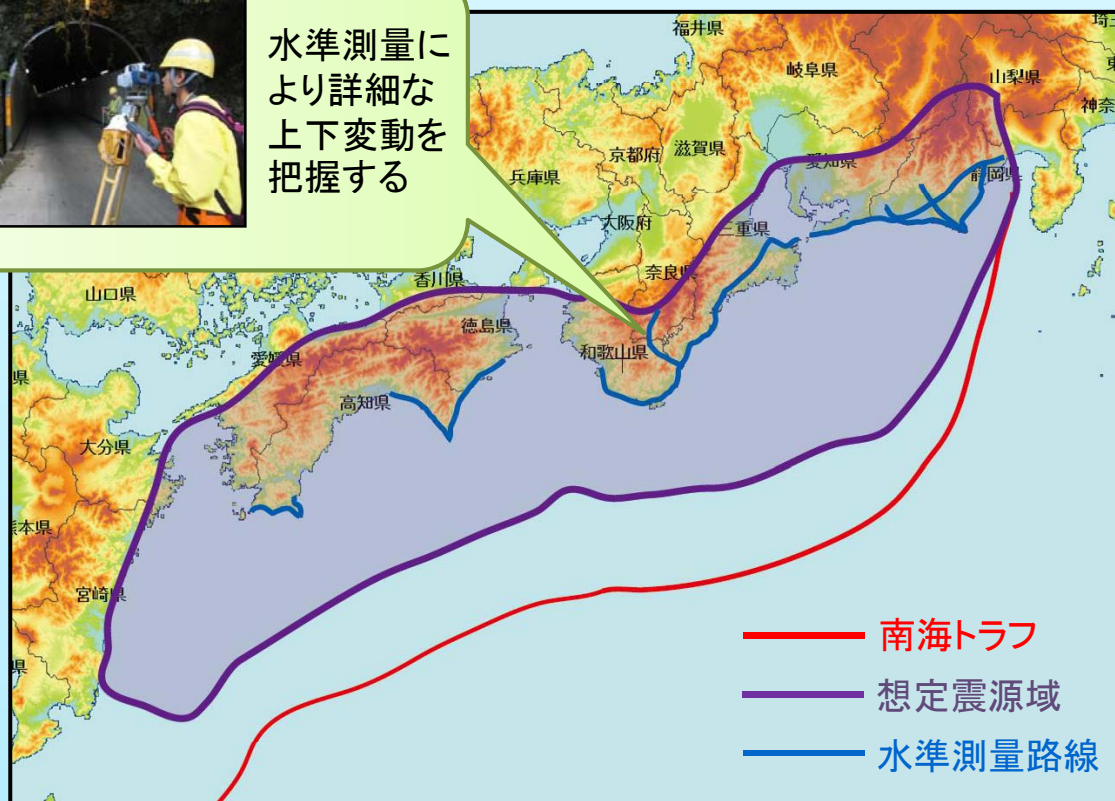 水準測量に
より詳細な
上下変動を
把握する
福井県
岐阜県
山梨県
神奈
京都府
滋賀県
愛知県
静岡県
兵庫県
大阪府
三重県
奈良県
香川県
山口県
徳島県
和歌山県
愛媛県
高知県
県
大分県
熊本県
宮崎県
県
南海トラフ
想定震源域
水準測量路線